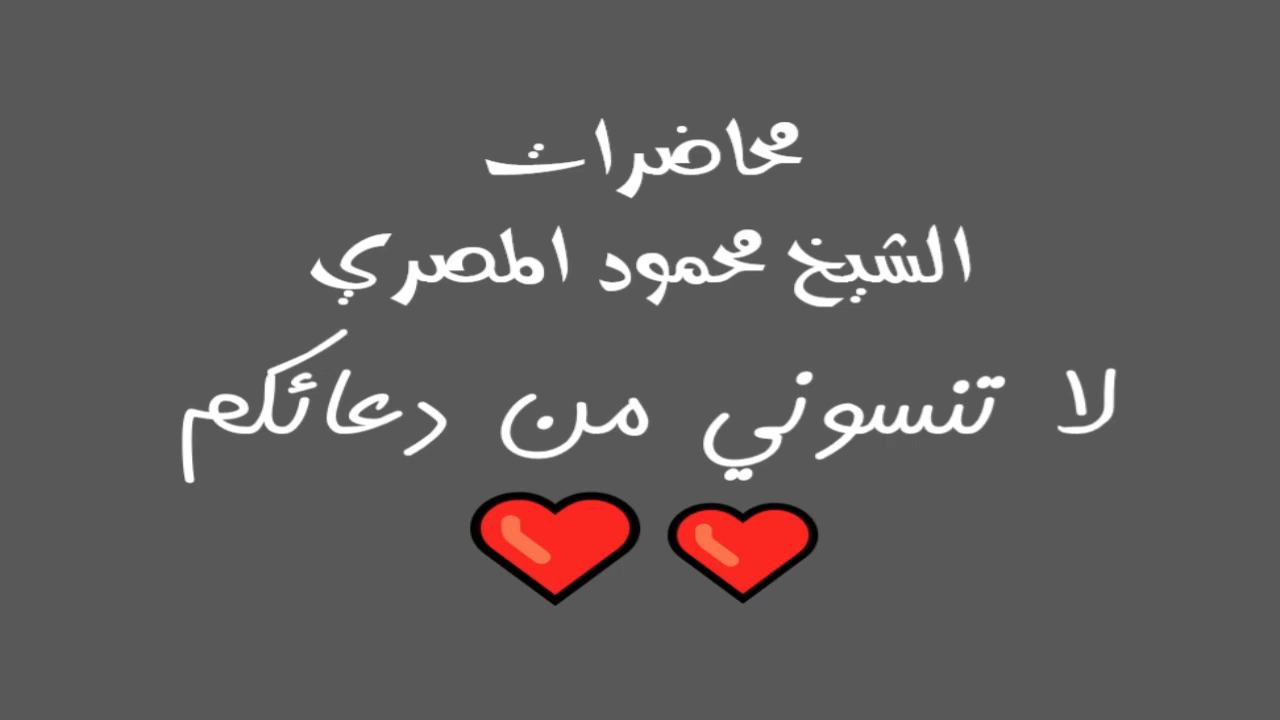 محاضرات
الشيخ محمود المصري
لا تنسوني من دعائكم